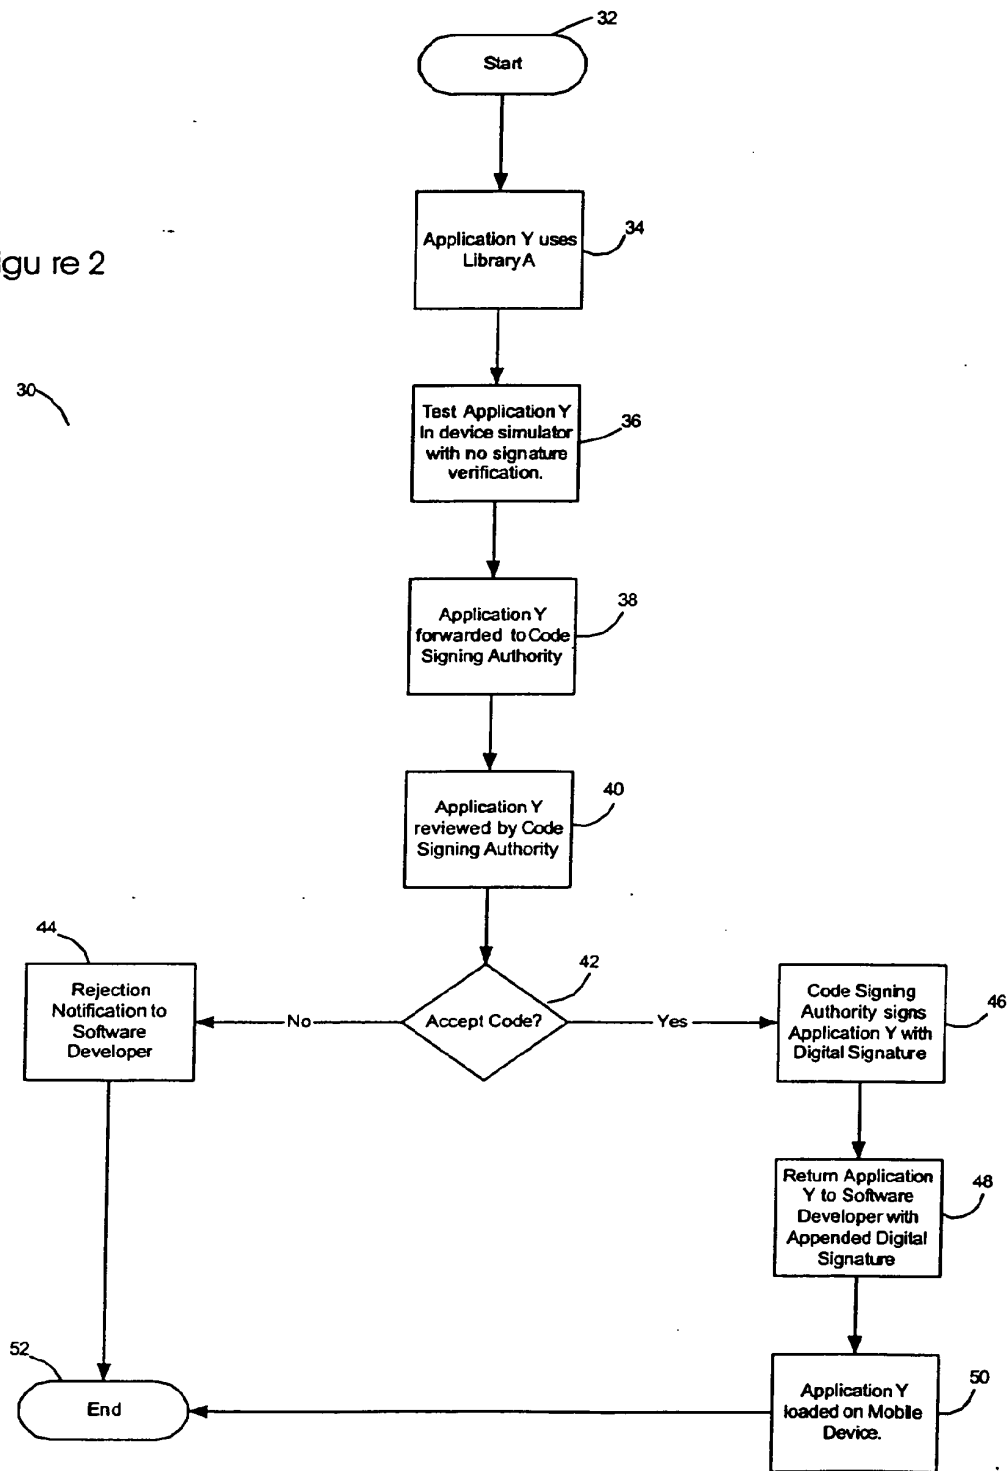 32
Start
34
Application Y uses
Library A
igu re 2
30
36
Test Application Y
In device simulator
with no signature
verification.
38
Application Y
forwarded to Code
Signing Authority
40
Application Y
reviewed by Code
Signing Authority
44
Rejection
Notification to
Software
Developer
No
42
Accept Code?
Yes
46
Code Signing
Authority signs
Application Y with
Digital Signature
48
Return Application
Y to Software
Developer with
Appended Digital
Signature
52
End
50
Application Y
loaded on Mobile
Device.